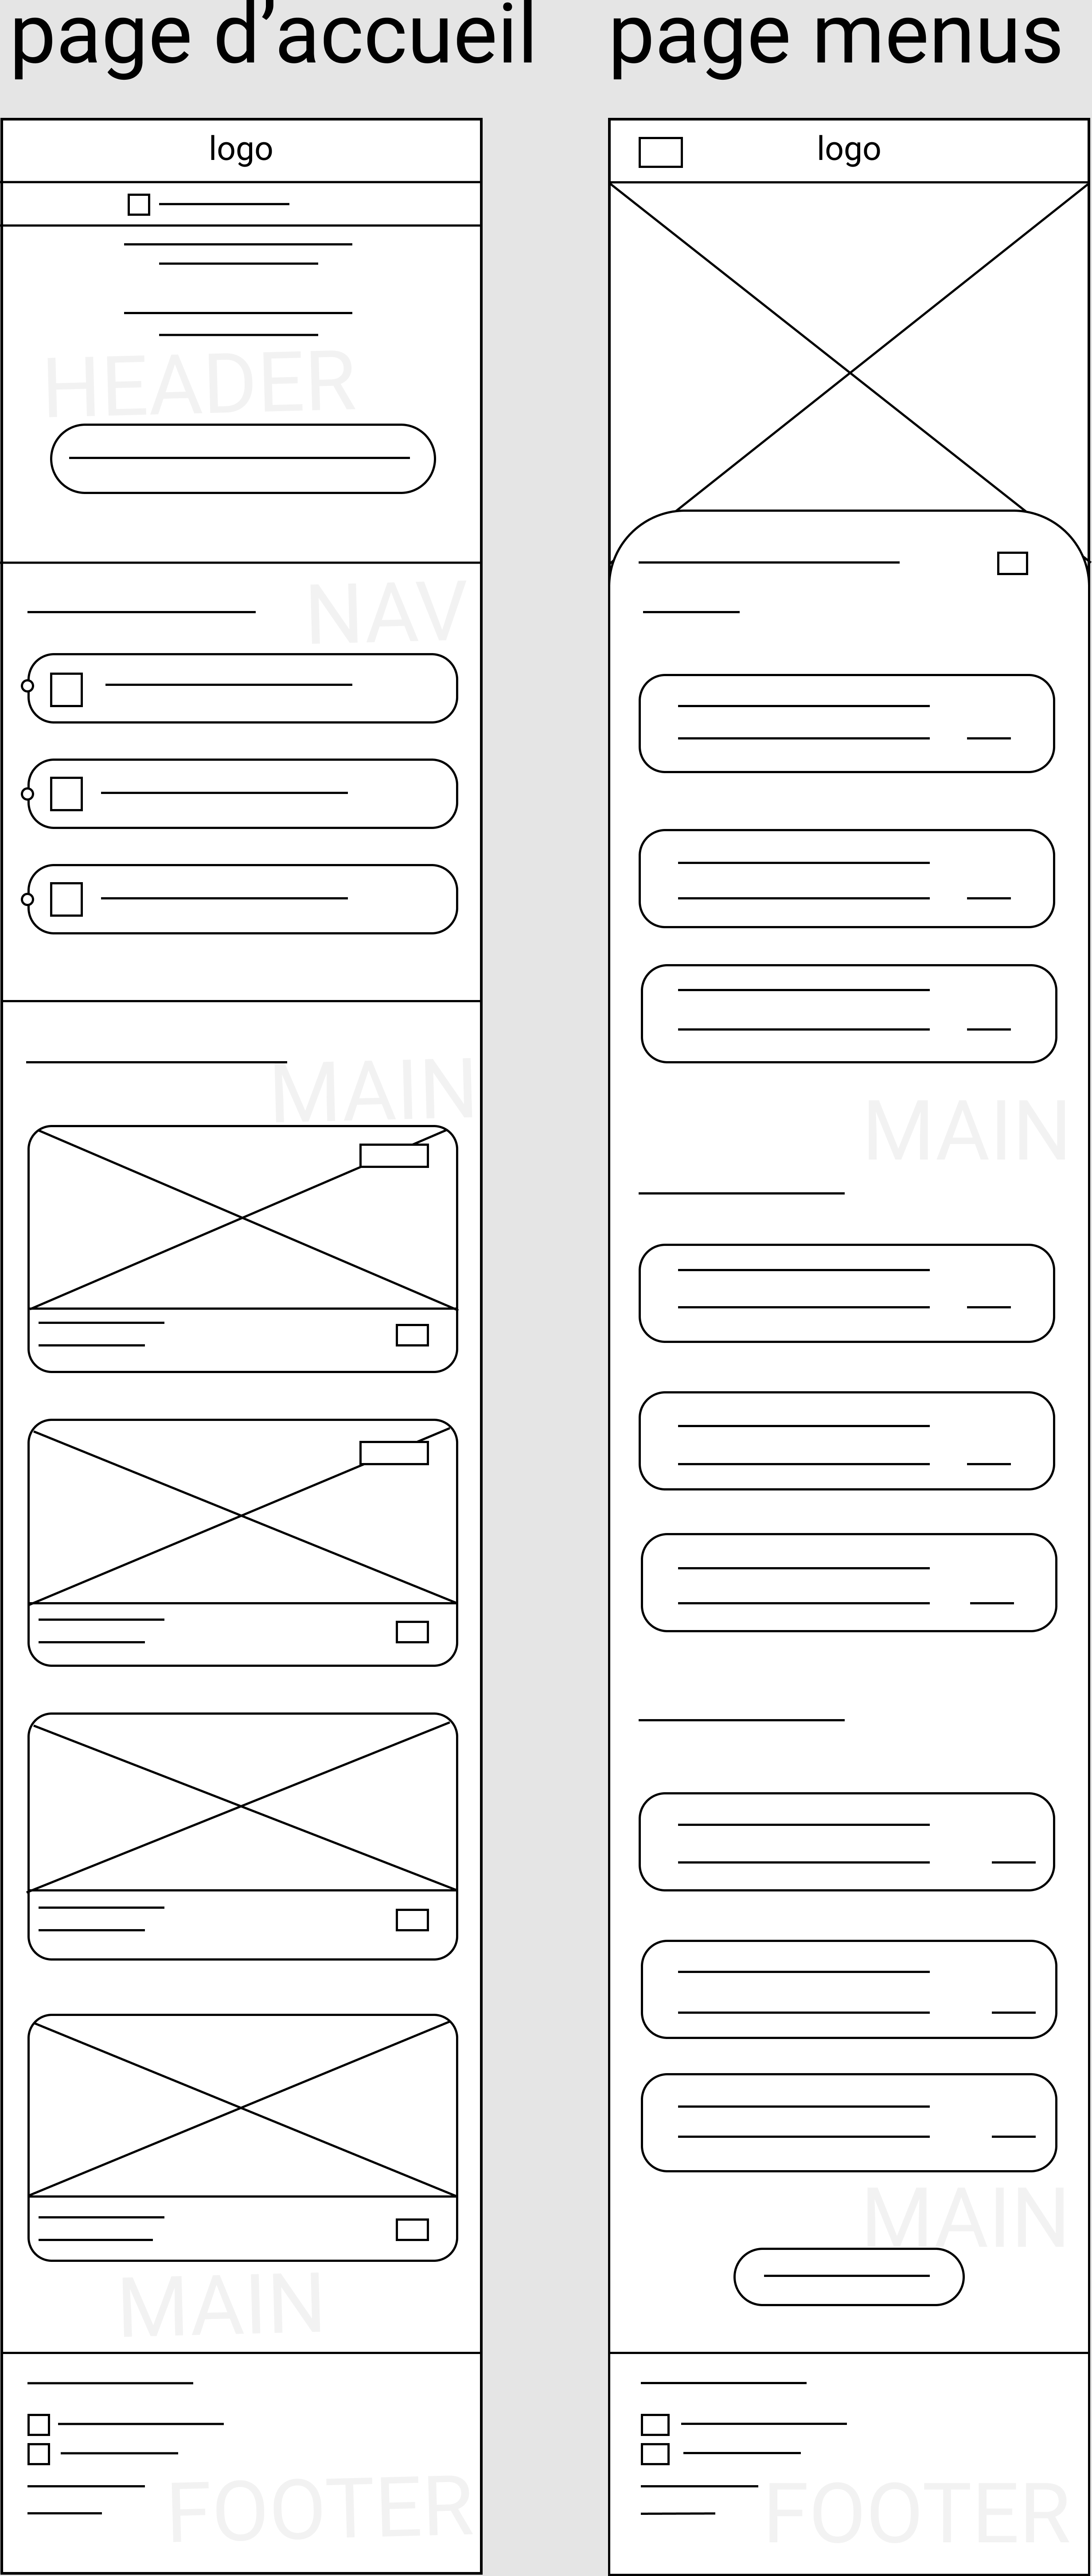 page d’accueil
logo
HEADER
NAV
MAIN
MAIN
FOOTER
page menus
logo
MAIN
MAIN
FOOTER